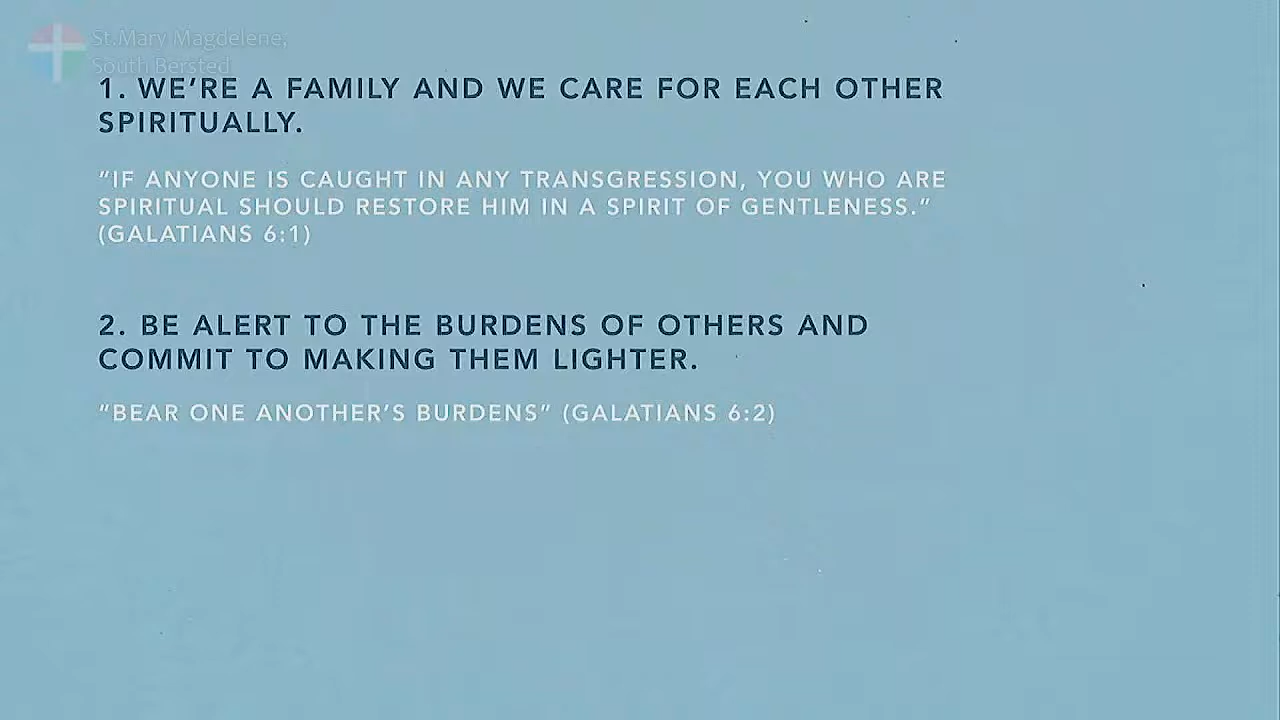 St.Mary Magdelene,
South Bersted
1. WE’RE A FAMILY AND WE CARE FOR EACH OTHER
SPIRITUALLY.
“IF ANYONE IS CAUGHT IN ANY TRANSGRESSION, YOU WHO ARE
SPIRITUAL SHOULD RESTORE HIM IN A SPIRIT OF GENTLENESS.”
(GALATIANS 6:1)
2. BE ALERT TO THE BURDENS OF OTHERS AND
COMMIT TO MAKING THEM LIGHTER.
“BEAR ONE ANOTHER’S BURDENS” (GALATIANS 6:2)